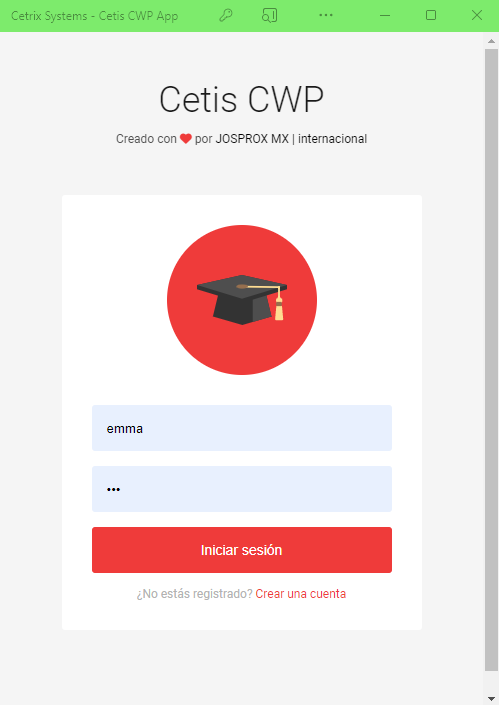 Cetrix Systems - Cetis CWP App
Cetis CWP
Creado con ❤ por JOSPROX MX | internacional
emma
•••
Iniciar sesión
¿No estás registrado? Crear una cuenta